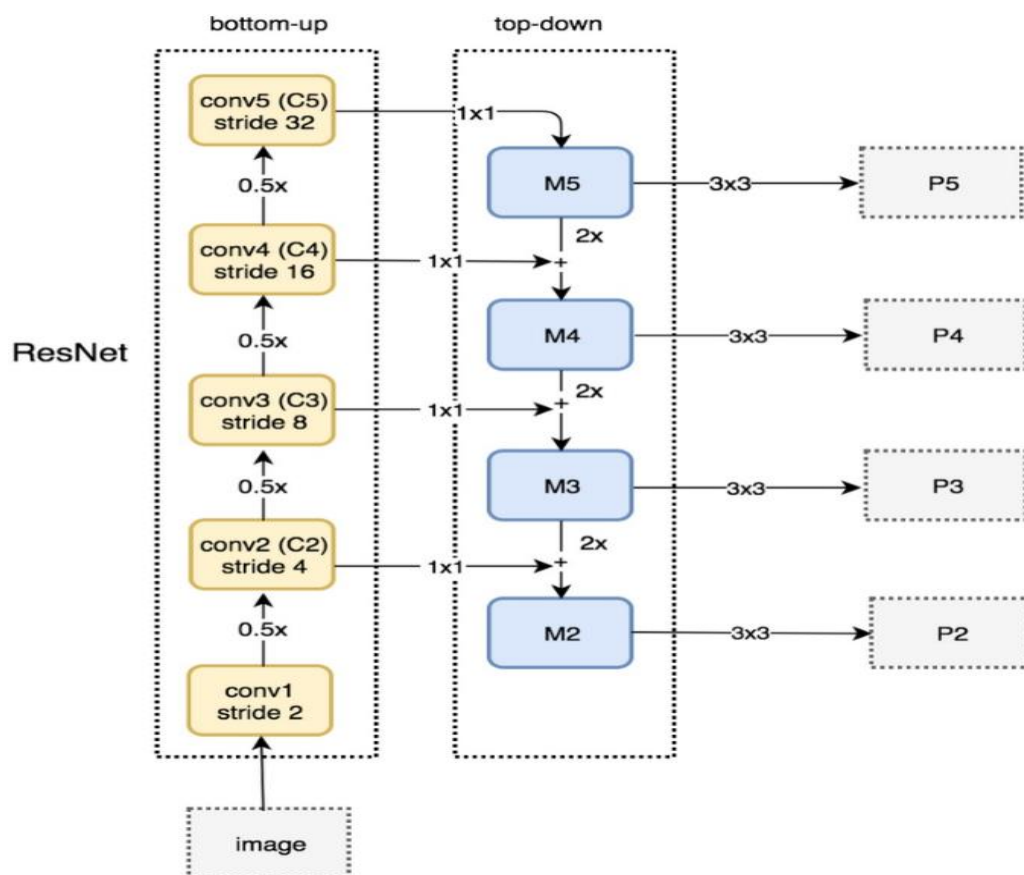 bottom-up
top-down
conv5 (C5)
stride 32
1x1
M5
3x3
P5
0.5x
2x
conv4 (C4)
stride 16
1x1
+
M4
3x3
P4
0.5x
ResNet
2x
conv3 (C3)
stride 8
1x1
+
M3
3x3
P3
0.5x
2x
conv2 (C2)
stride 4
1x1
+
M2
3x3
P2
0.5x
conv1
stride 2
image